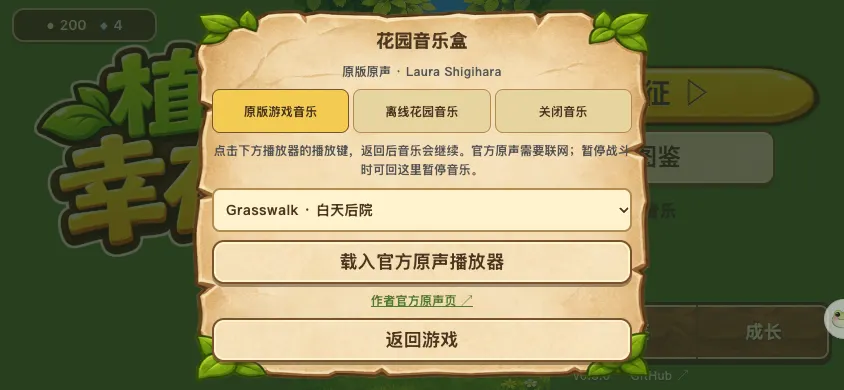 200 4
花园音乐盒
原版原声 · Laura Shigihara
原版游戏音乐 离线花园音乐 关闭音乐
点击下方播放器的播放键，返回后音乐会继续。官方原声需要联网；暂停战斗
时可回这里暂停音乐。
Grasswalk · 白天后院
载入官方原声播放器
作者官方原声页 ↗
返回游戏
植
幸
征 ▷
图鉴
音乐
成长
GitHub ↗